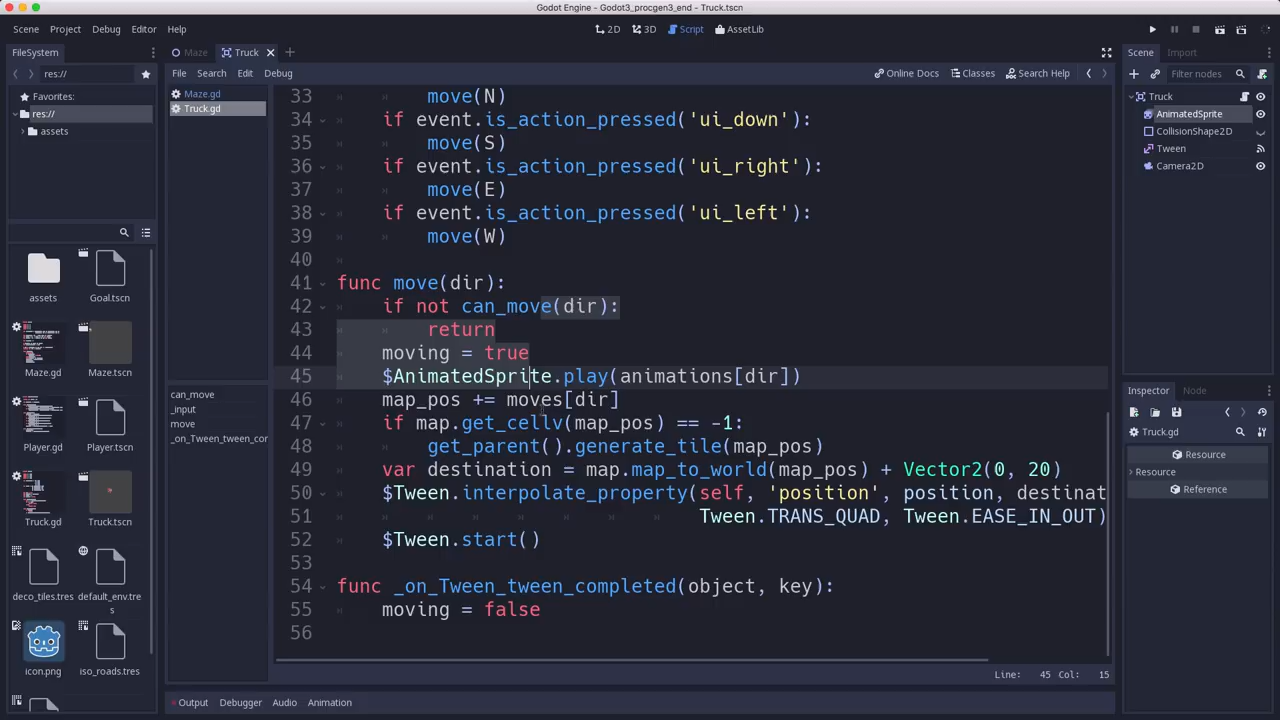 Godot Engine - Godot3_procgen3_end - Truck.tscn
Scene Project Debug Editor Help
2D 3D Script AssetLib
FileSystem
Maze Truck
Scene Import
res://
File Search Edit Debug
Online Docs Classes Search Help
Filter nodes
Favorites:
res://
assets
Maze.gd
Truck.gd
Truck
AnimatedSprite
CollisionShape2D
Tween
Camera2D
33 move(N)
34 if event.is_action_pressed('ui_down'):
35 move(S)
36 if event.is_action_pressed('ui_right'):
37 move(E)
38 if event.is_action_pressed('ui_left'):
39 move(W)
40
41 func move(dir):
42 if not can_move(dir):
43 return
44 moving = true
45 $AnimatedSprite.play(animations[dir])
46 map_pos += moves[dir]
47 if map.get_cellv(map_pos) == -1:
48 get_parent().generate_tile(map_pos)
49 var destination = map.map_to_world(map_pos) + Vector2(0, 20)
50 $Tween.interpolate_property(self, 'position', position, destinat
51 Tween.TRANS_QUAD, Tween.EASE_IN_OUT)
52 $Tween.start()
53
54 func _on_Tween_tween_completed(object, key):
55 moving = false
56
assets
Goal.tscn
Maze.gd
Maze.tscn
Player.gd
Player.tscn
Truck.gd
Truck.tscn
deco_tiles.tres
default_env.tres
icon.png
iso_roads.tres
can_move
_input
move
_on_Tween_tween_cor
Inspector Node
Truck.gd
Resource
Resource
Reference
Line: 45 Col: 15
Output Debugger Audio Animation